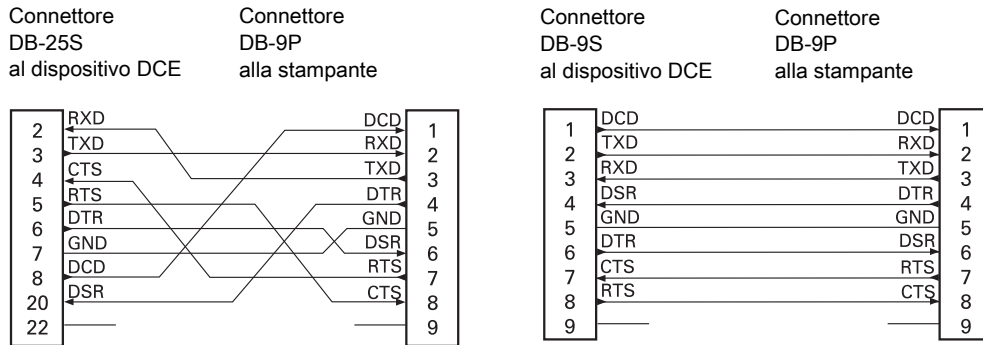 Connettore
DB-25S
al dispositivo DCE
Connettore
DB-9P
alla stampante
2 RXD DCD 1
3 TXD RXD 2
4 CTS TXD 3
5 RTS DTR 4
6 DTR GND 5
7 GND DSR 6
8 DCD RTS 7
20 DSR CTS 8
22 9
Connettore
DB-9S
al dispositivo DCE
Connettore
DB-9P
alla stampante
1 DCD DCD 1
2 TXD RXD 2
3 RXD TXD 3
4 DSR DTR 4
5 GND GND 5
6 DTR DSR 6
7 CTS RTS 7
8 RTS CTS 8
9 9